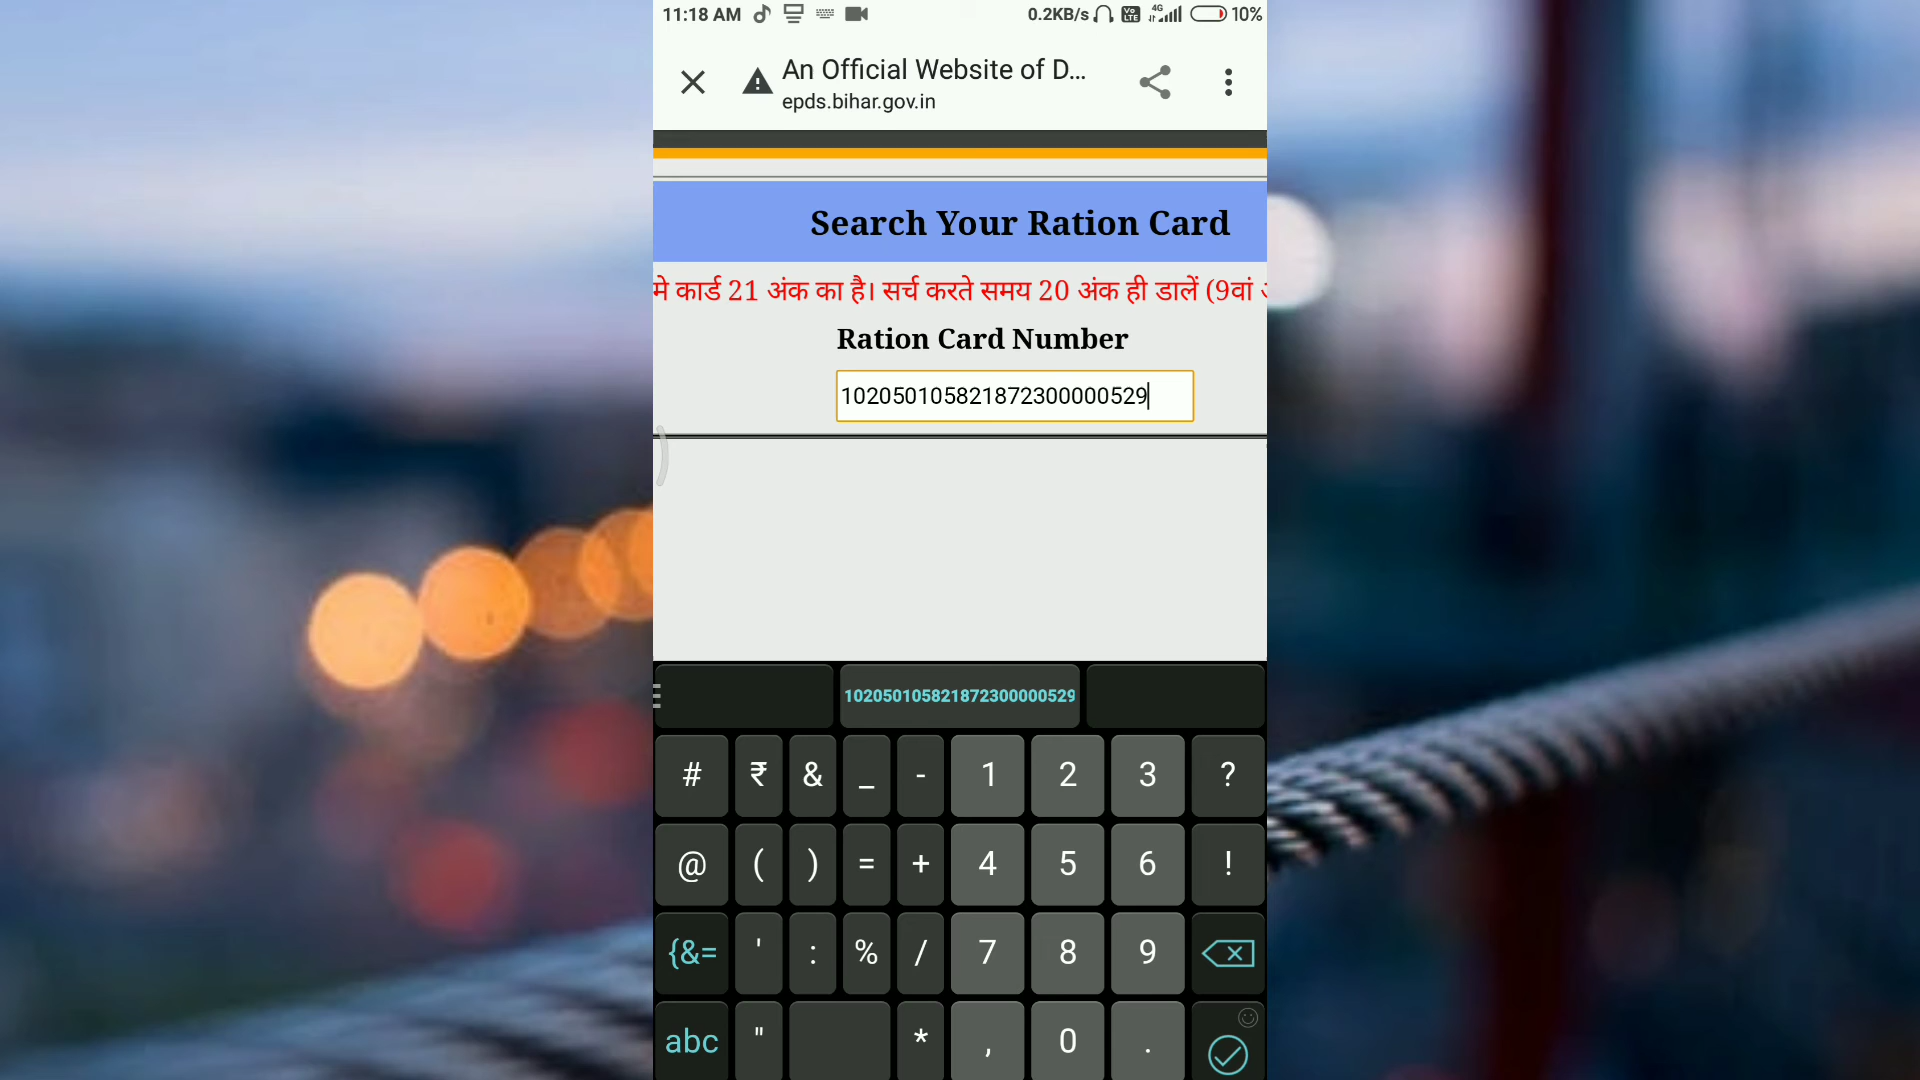 11:18 AM 0.2KB/s Vo LTE 4G 10%
An Official Website of D...
epds.bihar.gov.in
Search Your Ration Card
मे कार्ड 21 अंक का है। सर्च करते समय 20 अंक ही डालें (9वां
Ration Card Number
102050105821872300000529
102050105821872300000529
# ₹ & _ - 1 2 3 ?
@ ( ) = + 4 5 6 !
{&= ' : % / 7 8 9
abc " * , 0 .